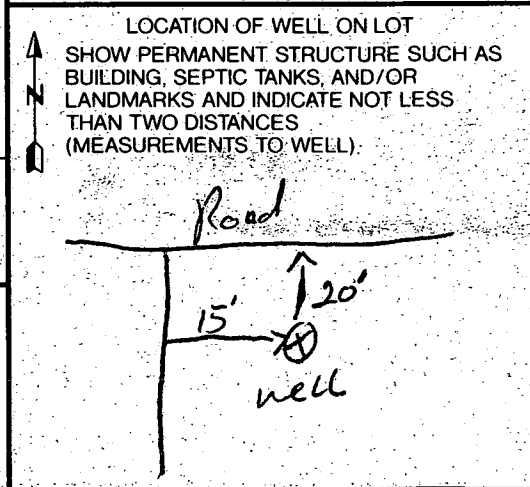 LOCATION OF WELL ON LOT
SHOW PERMANENT STRUCTURE SUCH AS
BUILDING, SEPTIC TANKS, AND/OR
N LANDMARKS AND INDICATE NOT LESS
THAN TWO DISTANCES
(MEASUREMENTS TO WELL)
Road
20'
15'
well